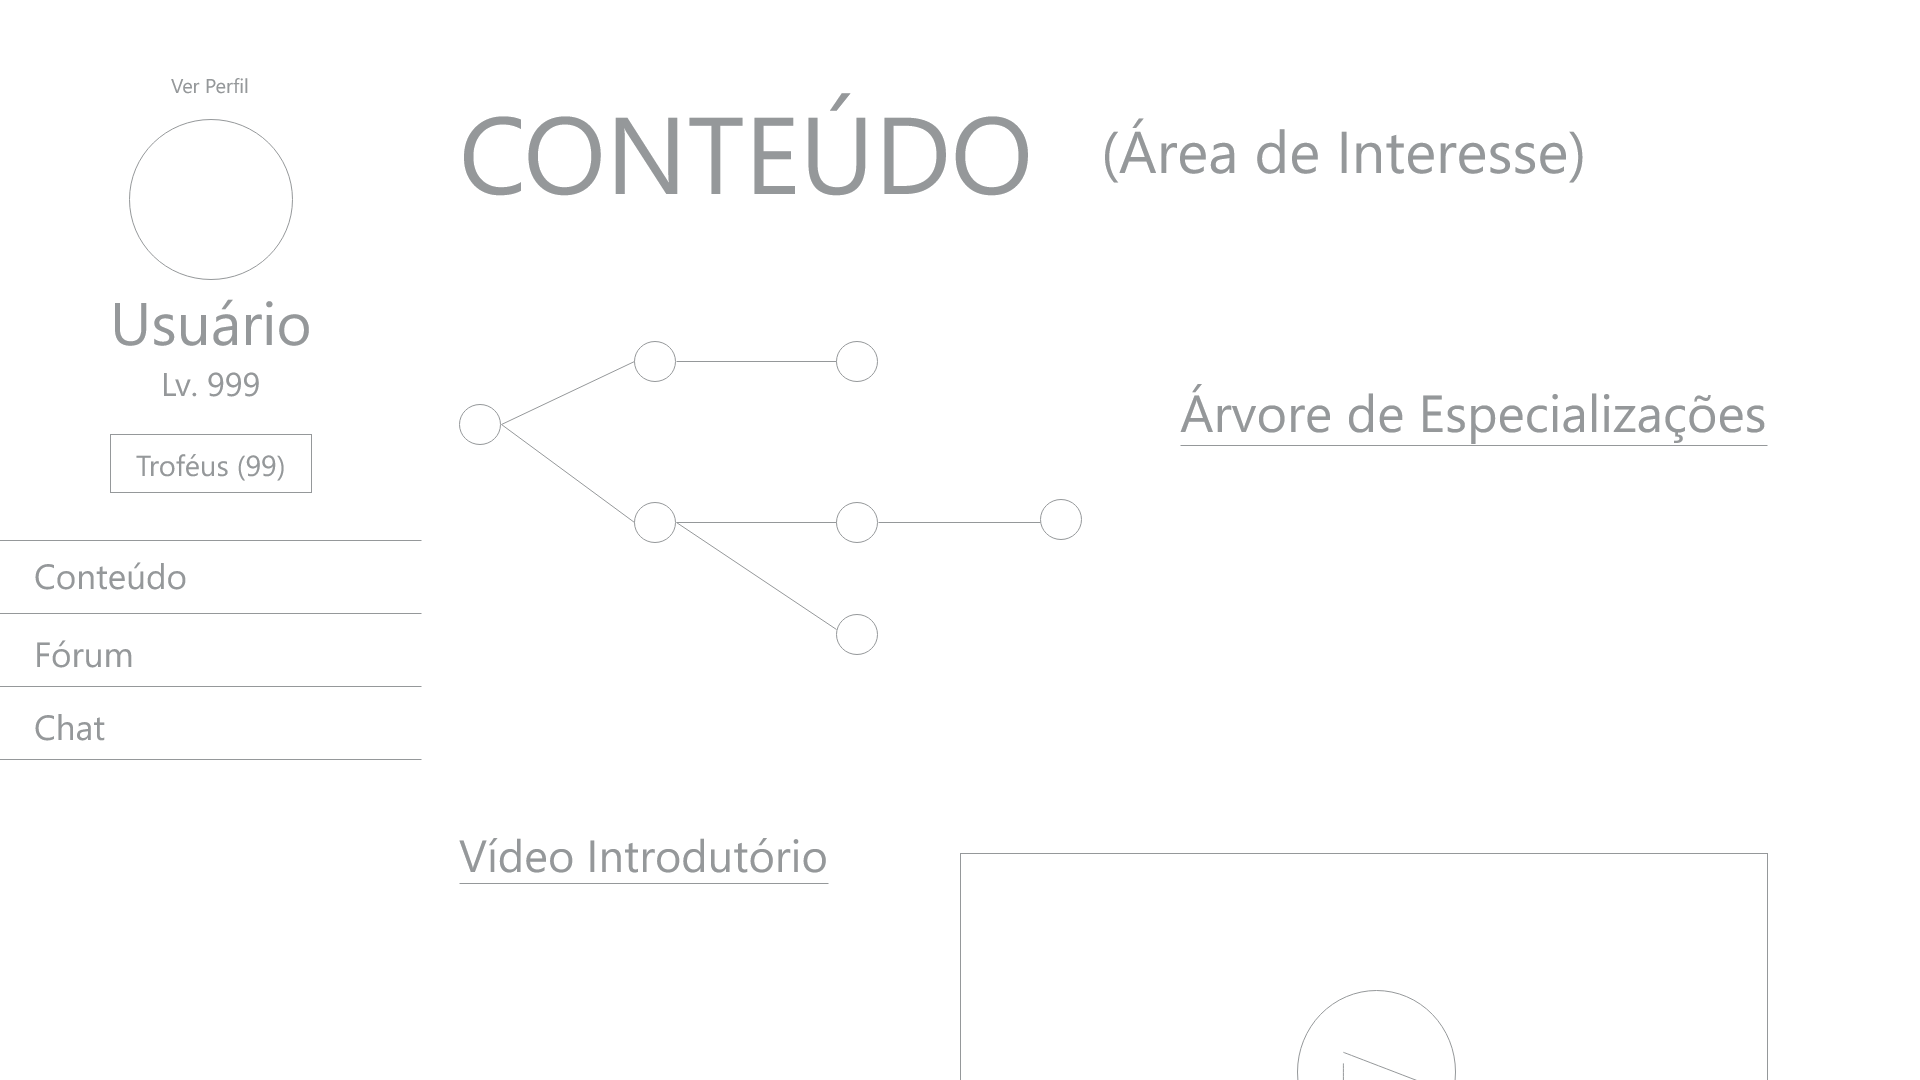 Ver Perfil
Usuário
Lv. 999
Troféus (99)
Conteúdo
Fórum
Chat
CONTEÚDO (Área de Interesse)
Árvore de Especializações
Vídeo Introdutório